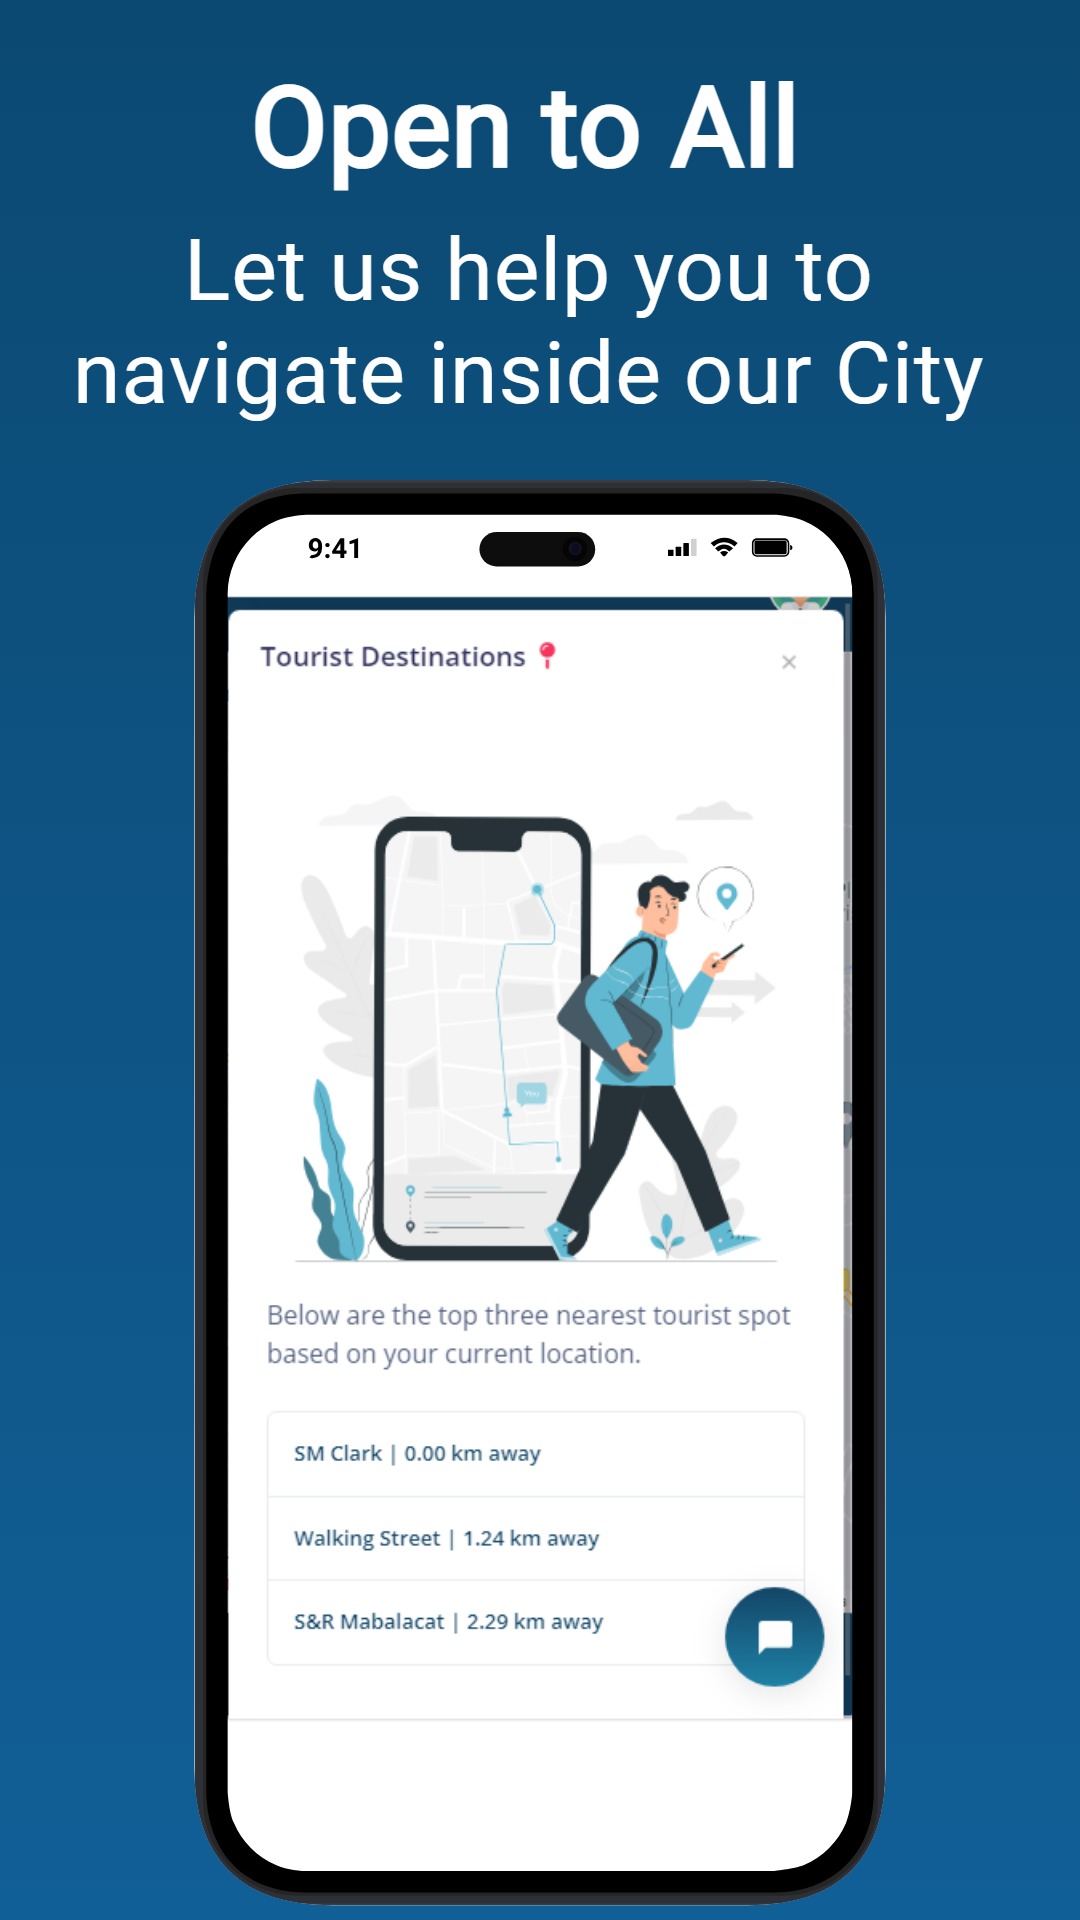 Open to All
Let us help you to
navigate inside our City
9:41
Tourist Destinations 📍
×
You
Below are the top three nearest tourist spot
based on your current location.
SM Clark | 0.00 km away
Walking Street | 1.24 km away
S&R Mabalacat | 2.29 km away